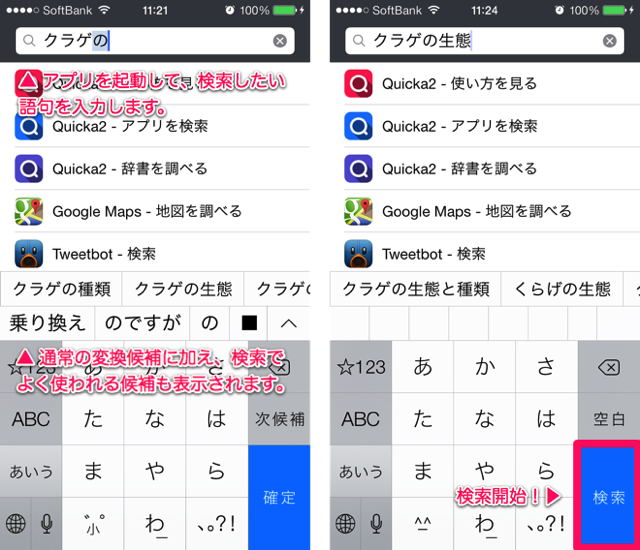 SoftBank 11:21 100%
クラゲの
△アプリを起動して、検索したい
語句を入力します。
Quicka2 - アプリを検索
Quicka2 - 辞書を調べる
Google Maps - 地図を調べる
Tweetbot - 検索
クラゲの種類 クラゲの生態 クラゲの
乗り換え のですが の ■ へ
▲ 通常の変換候補に加え、検索で
よく使われる候補も表示されます。
☆123 あ か さ
ABC た な は 次候補
あいう ま や ら 確定
゛゜小 わ_ 、。?!
SoftBank 11:24 100%
クラゲの生態
Quicka2 - 使い方を見る
Quicka2 - アプリを検索
Quicka2 - 辞書を調べる
Google Maps - 地図を調べる
Tweetbot - 検索
クラゲの生態と種類 くらげの生態
☆123 あ か さ
ABC た な は 空白
あいう ま や ら 検索
検索開始！▶
^^ わ_ 、。?!